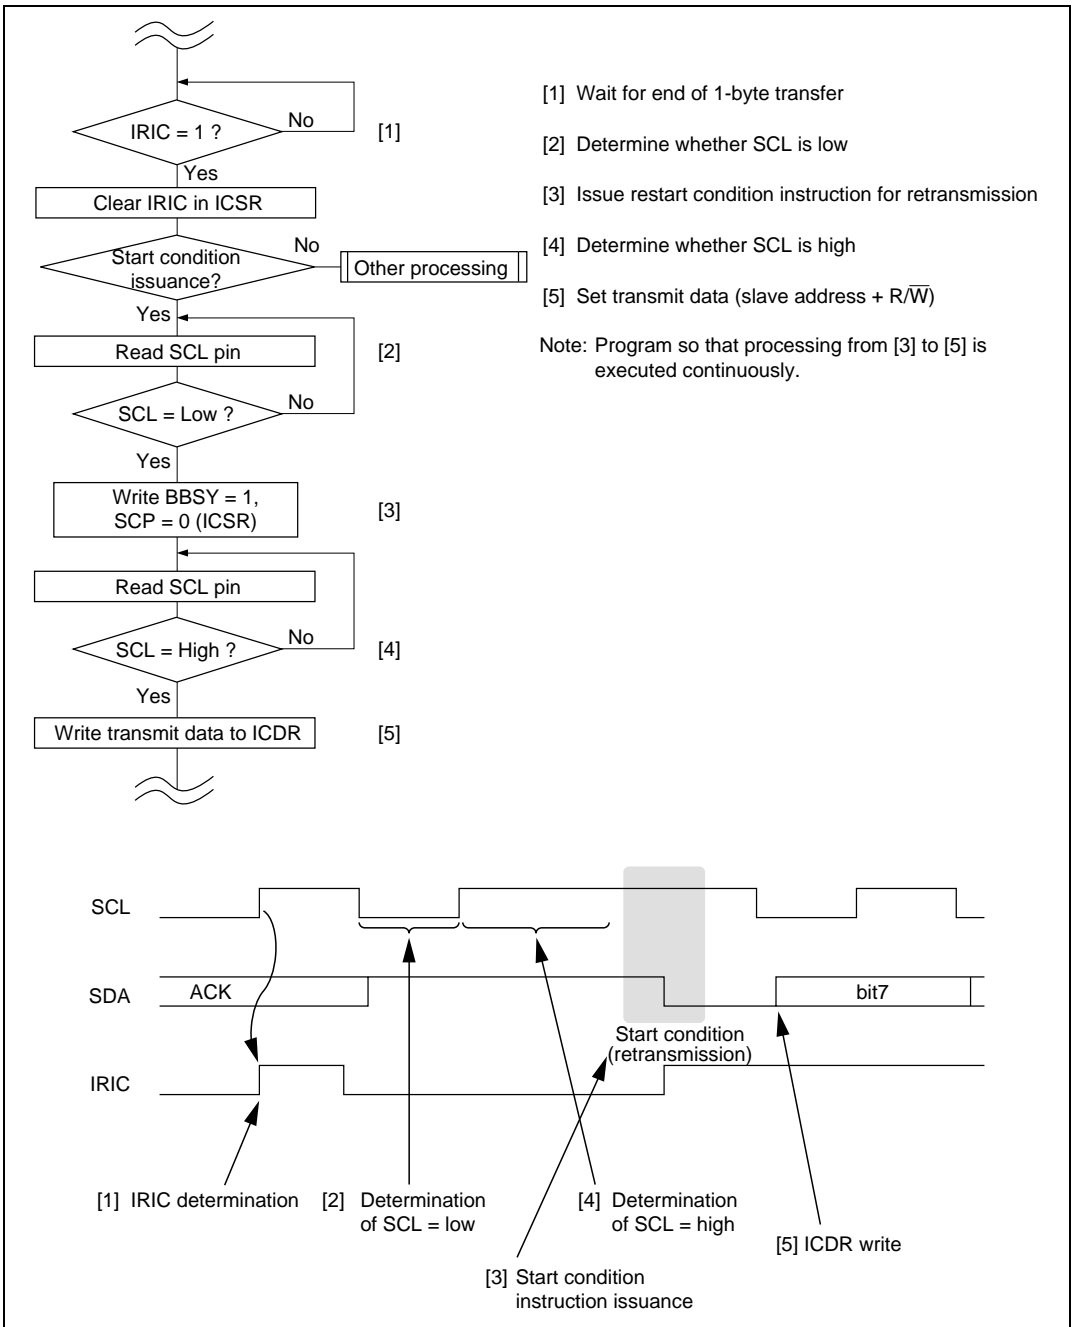 IRIC = 1 ?
No
[1]
Yes
Clear IRIC in ICSR
Start condition
issuance?
No
Other processing
Yes
Read SCL pin
[2]
SCL = Low ?
No
Yes
Write BBSY = 1,
SCP = 0 (ICSR)
[3]
Read SCL pin
SCL = High ?
No
[4]
Yes
Write transmit data to ICDR
[5]
[1] Wait for end of 1-byte transfer
[2] Determine whether SCL is low
[3] Issue restart condition instruction for retransmission
[4] Determine whether SCL is high
[5] Set transmit data (slave address + R/W̅)
Note: Program so that processing from [3] to [5] is
executed continuously.
SCL
SDA
ACK
bit7
Start condition
(retransmission)
IRIC
[1] IRIC determination
[2] Determination
of SCL = low
[4] Determination
of SCL = high
[5] ICDR write
[3] Start condition
instruction issuance